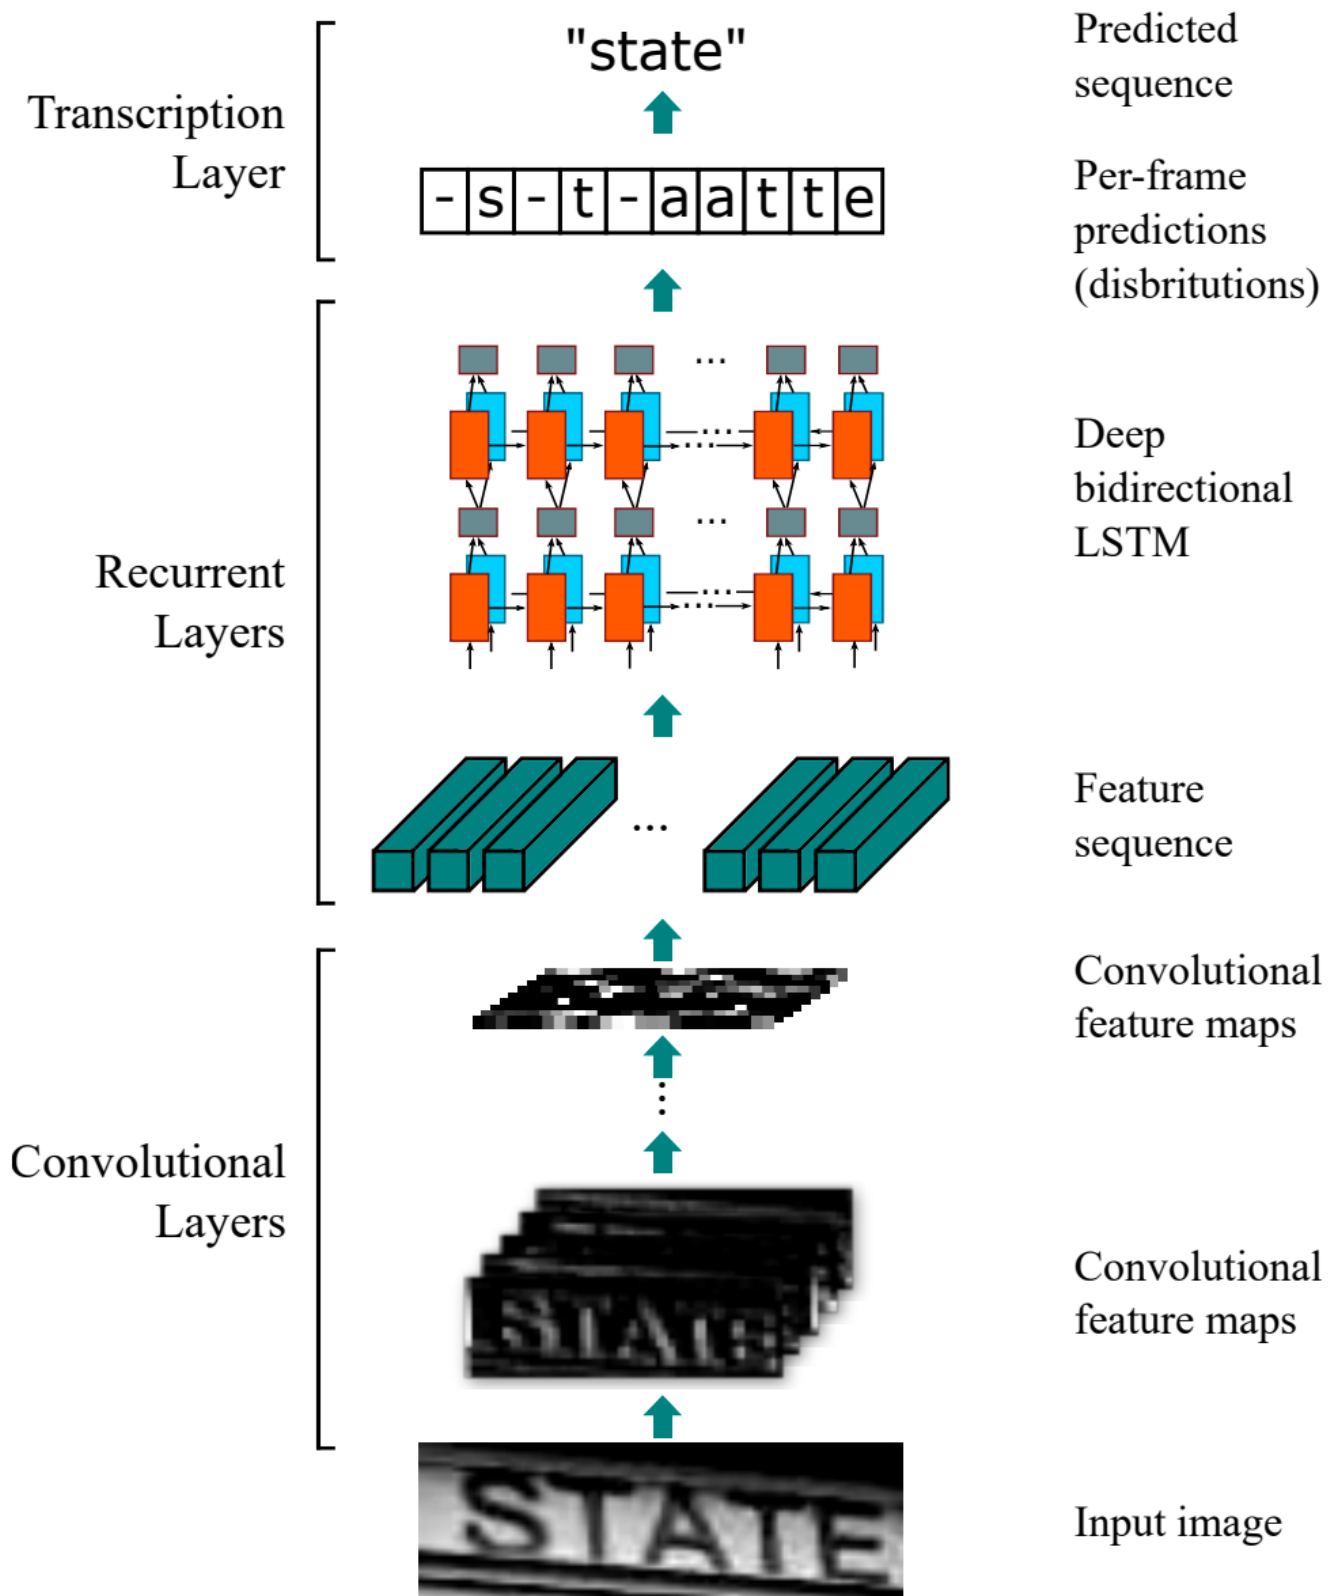 "state"
Predicted
sequence
Transcription
Layer
-s-t-aatte
Per-frame
predictions
(disbritutions)
...
Deep
bidirectional
LSTM
...
...
...
Recurrent
Layers
...
...
Feature
sequence
...
Convolutional
feature maps
Convolutional
Layers
STATE
Convolutional
feature maps
STATE
Input image